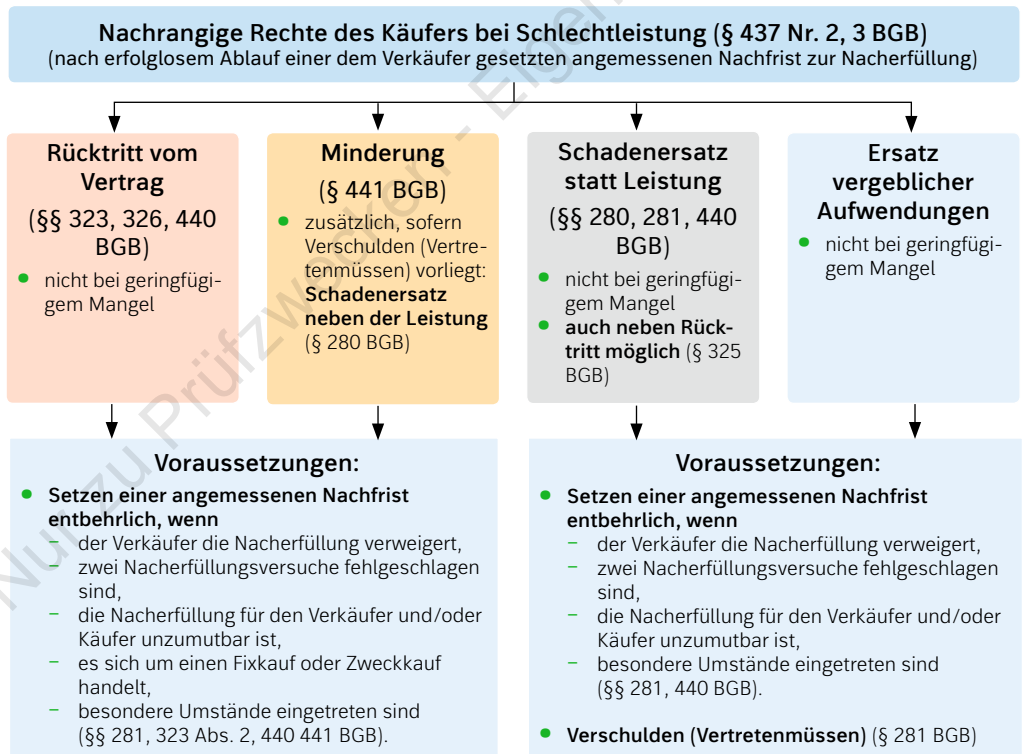 Nachrangige Rechte des Käufers bei Schlechtleistung (§ 437 Nr. 2, 3 BGB)
(nach erfolglosem Ablauf einer dem Verkäufer gesetzten angemessenen Nachfrist zur Nacherfüllung)
Rücktritt vom
Vertrag
(§§ 323, 326, 440
BGB)
● nicht bei geringfügi-
gem Mangel
Minderung
(§ 441 BGB)
● zusätzlich, sofern
Verschulden (Vertre-
tenmüssen) vorliegt:
Schadenersatz
neben der Leistung
(§ 280 BGB)
Schadenersatz
statt Leistung
(§§ 280, 281, 440
BGB)
● nicht bei geringfügi-
gem Mangel
● auch neben Rück-
tritt möglich (§ 325
BGB)
Ersatz
vergeblicher
Aufwendungen
● nicht bei geringfügi-
gem Mangel
Voraussetzungen:
● Setzen einer angemessenen Nachfrist
entbehrlich, wenn
– der Verkäufer die Nacherfüllung verweigert,
– zwei Nacherfüllungsversuche fehlgeschlagen
sind,
– die Nacherfüllung für den Verkäufer und/oder
Käufer unzumutbar ist,
– es sich um einen Fixkauf oder Zweckkauf
handelt,
– besondere Umstände eingetreten sind
(§§ 281, 323 Abs. 2, 440 441 BGB).
Voraussetzungen:
● Setzen einer angemessenen Nachfrist
entbehrlich, wenn
– der Verkäufer die Nacherfüllung verweigert,
– zwei Nacherfüllungsversuche fehlgeschlagen
sind,
– die Nacherfüllung für den Verkäufer und/oder
Käufer unzumutbar ist,
– besondere Umstände eingetreten sind
(§§ 281, 440 BGB).
● Verschulden (Vertretenmüssen) (§ 281 BGB)
Nur zu Prüfzwecken - Eigen